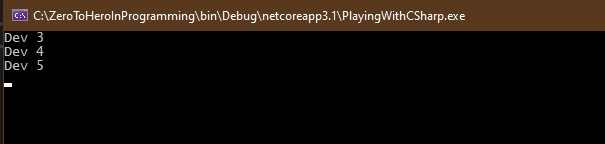 C:\ZeroToHeroInProgramming\bin\Debug\netcoreapp3.1\PlayingWithCSharp.exe
Dev 3
Dev 4
Dev 5